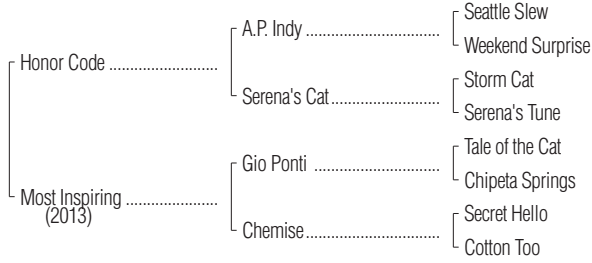 Seattle Slew
A.P. Indy ..............................
Weekend Surprise
Honor Code ........................
Storm Cat
Serena's Cat........................
Serena's Tune
Tale of the Cat
Gio Ponti ............................
Chipeta Springs
Most Inspiring ....................
(2013)
Secret Hello
Chemise..............................
Cotton Too